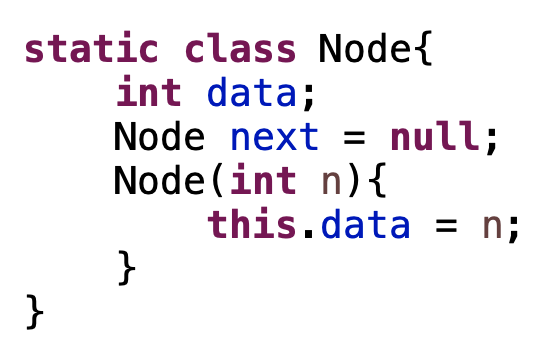 static class Node{
    int data;
    Node next = null;
    Node(int n){
        this.data = n;
    }
}